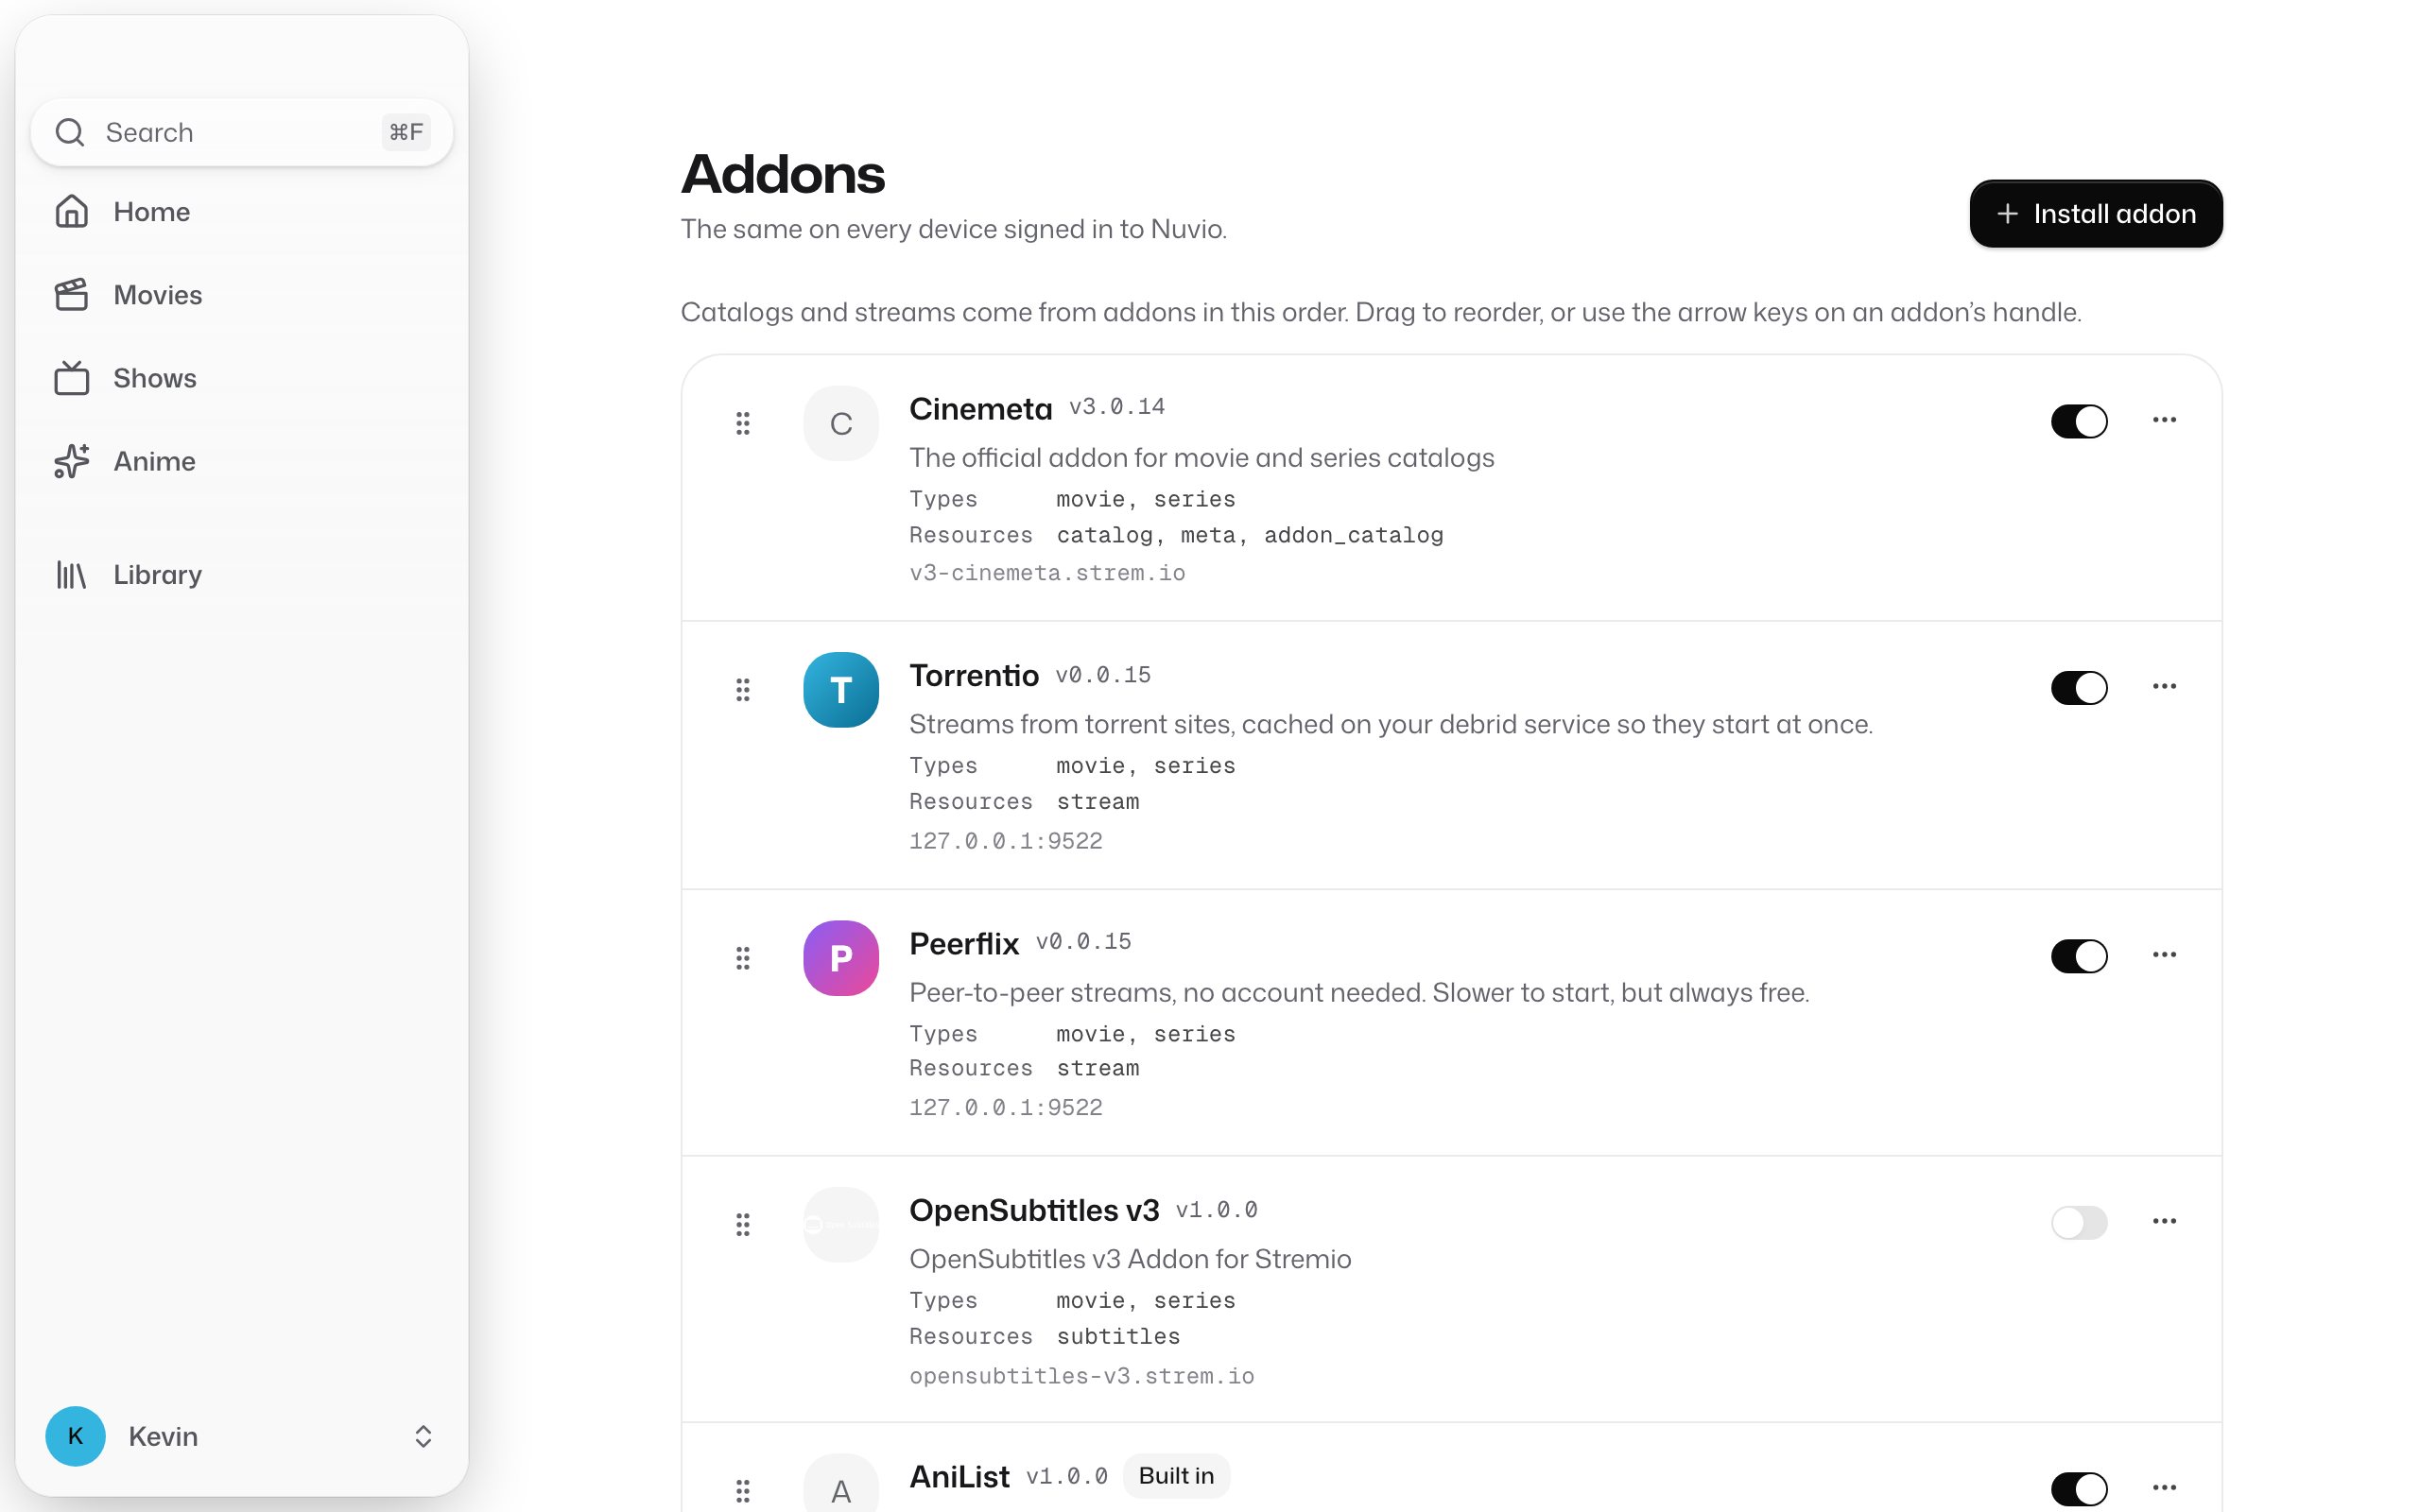 Search ⌘F
Home
Movies
Shows
Anime
Library
K Kevin
Addons
The same on every device signed in to Nuvio.
+ Install addon
Catalogs and streams come from addons in this order. Drag to reorder, or use the arrow keys on an addon’s handle.
C
Cinemeta v3.0.14
The official addon for movie and series catalogs
Types movie, series
Resources catalog, meta, addon_catalog
v3-cinemeta.strem.io
T
Torrentio v0.0.15
Streams from torrent sites, cached on your debrid service so they start at once.
Types movie, series
Resources stream
127.0.0.1:9522
P
Peerflix v0.0.15
Peer-to-peer streams, no account needed. Slower to start, but always free.
Types movie, series
Resources stream
127.0.0.1:9522
OpenSubtitles v3 v1.0.0
OpenSubtitles v3 Addon for Stremio
Types movie, series
Resources subtitles
opensubtitles-v3.strem.io
A
AniList v1.0.0 Built in